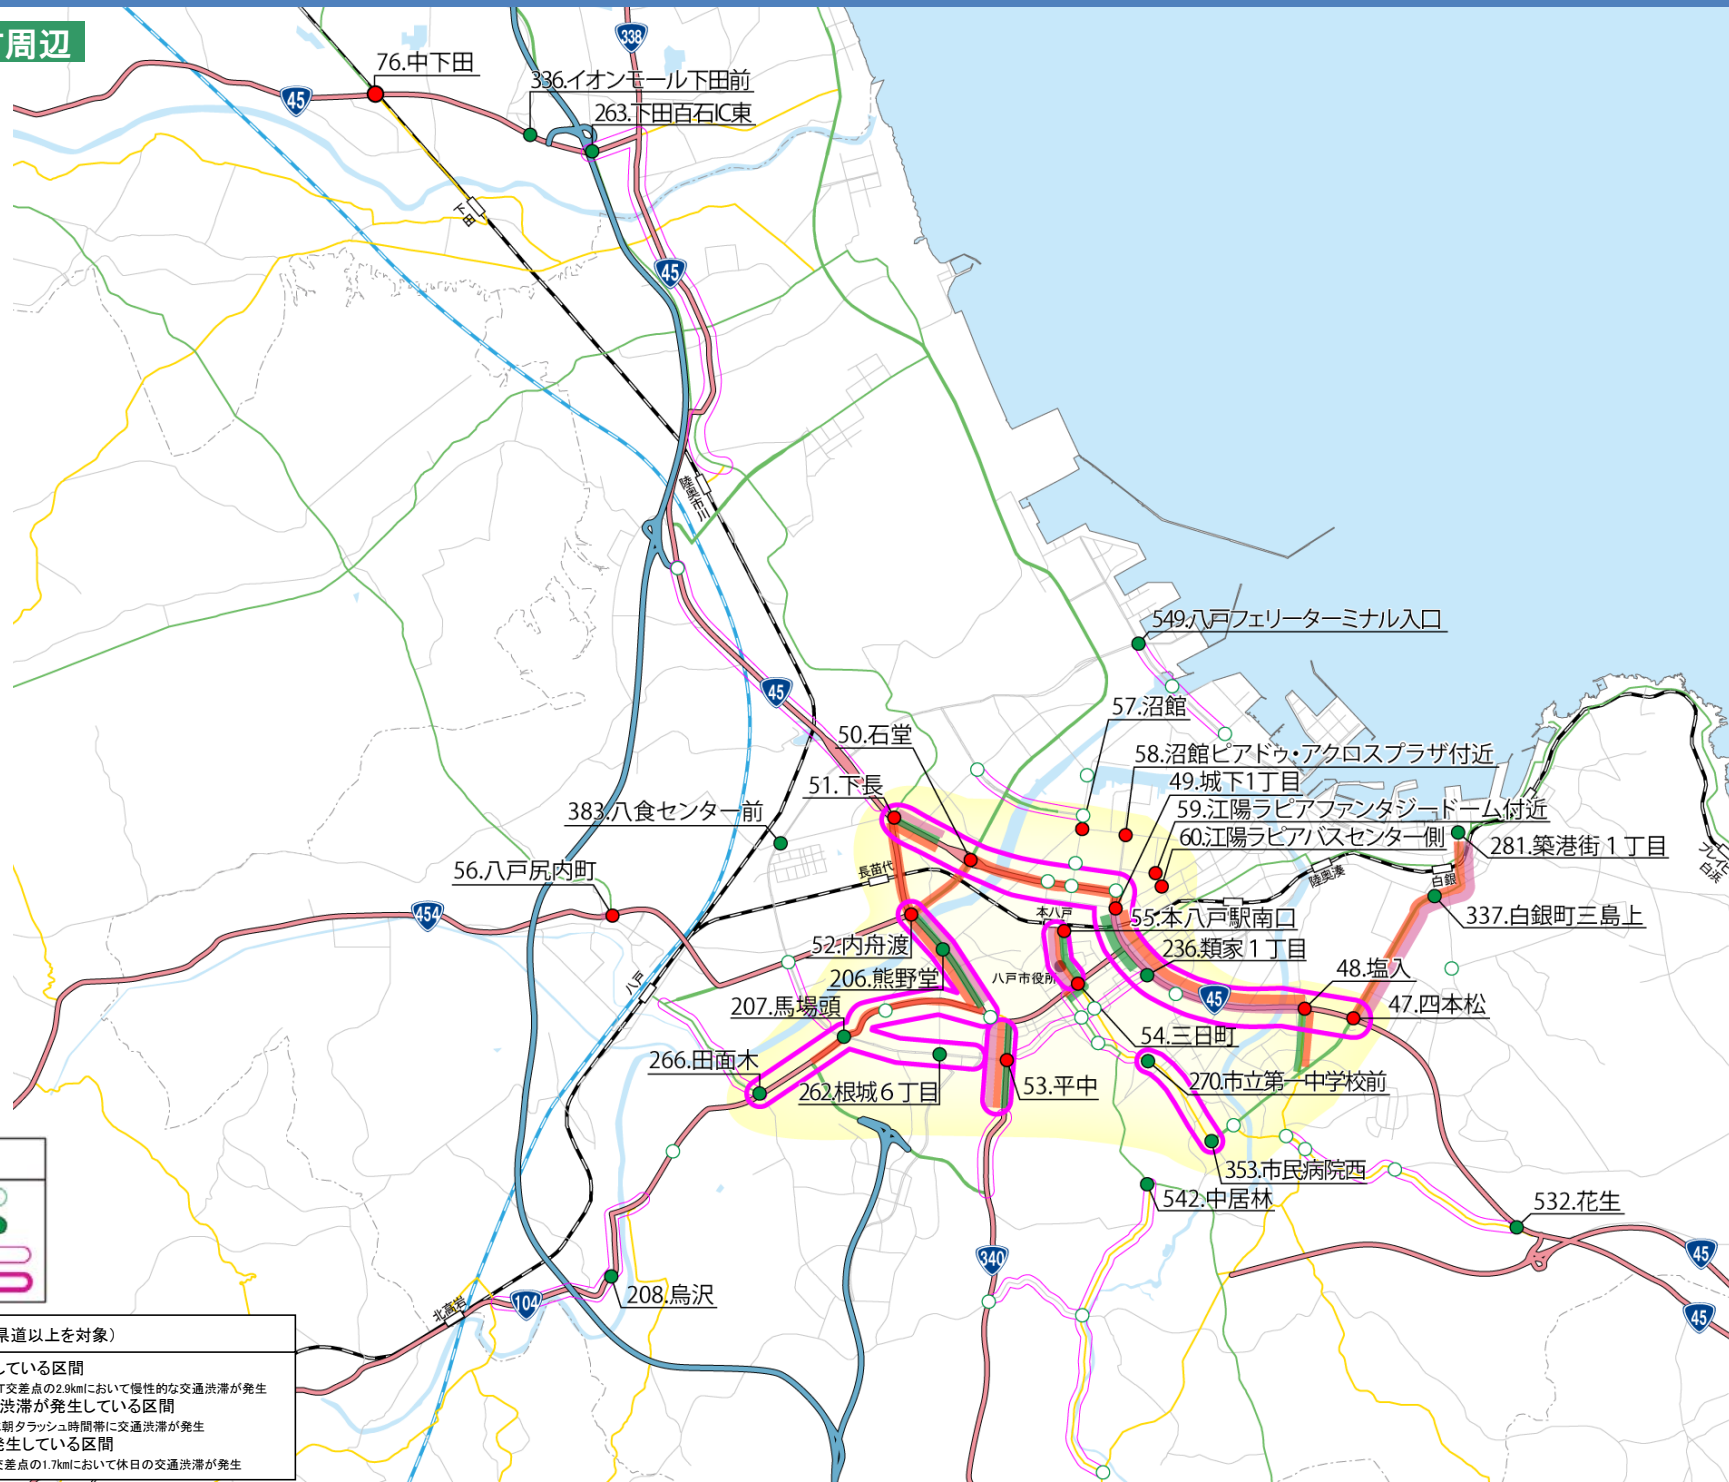 周辺
338
76.中下田
336.イオンモール下田前
45
263.下田百石IC東
下田
45
陸奥市川
549.八戸フェリーターミナル入口
45
57.沼館
50.石堂
58.沼館ピアドゥ・アクロスプラザ付近
49.城下1丁目
51.下長
59.江陽ラピアファンタジードーム付近
383.八食センター前
60.江陽ラピアバスセンター側
281.築港街１丁目
56.八戸尻内町
長苗代
陸奥湊
白銀
454
本八戸
55.本八戸駅南口
337.白銀町三島上
52.内舟渡
236.類家１丁目
八戸市役所
206.熊野堂
48.塩入
八戸
45
207.馬場頭
47.四本松
54.三日町
266.田面木
53.平中
270.市立第一中学校前
262.根城６丁目
353.市民病院西
542.中居林
532.花生
340
45
208.烏沢
104
北高岩
45
県道以上を対象）
している区間
交差点の2.9kmにおいて慢性的な交通渋滞が発生
渋滞が発生している区間
朝夕ラッシュ時間帯に交通渋滞が発生
発生している区間
交差点の1.7kmにおいて休日の交通渋滞が発生